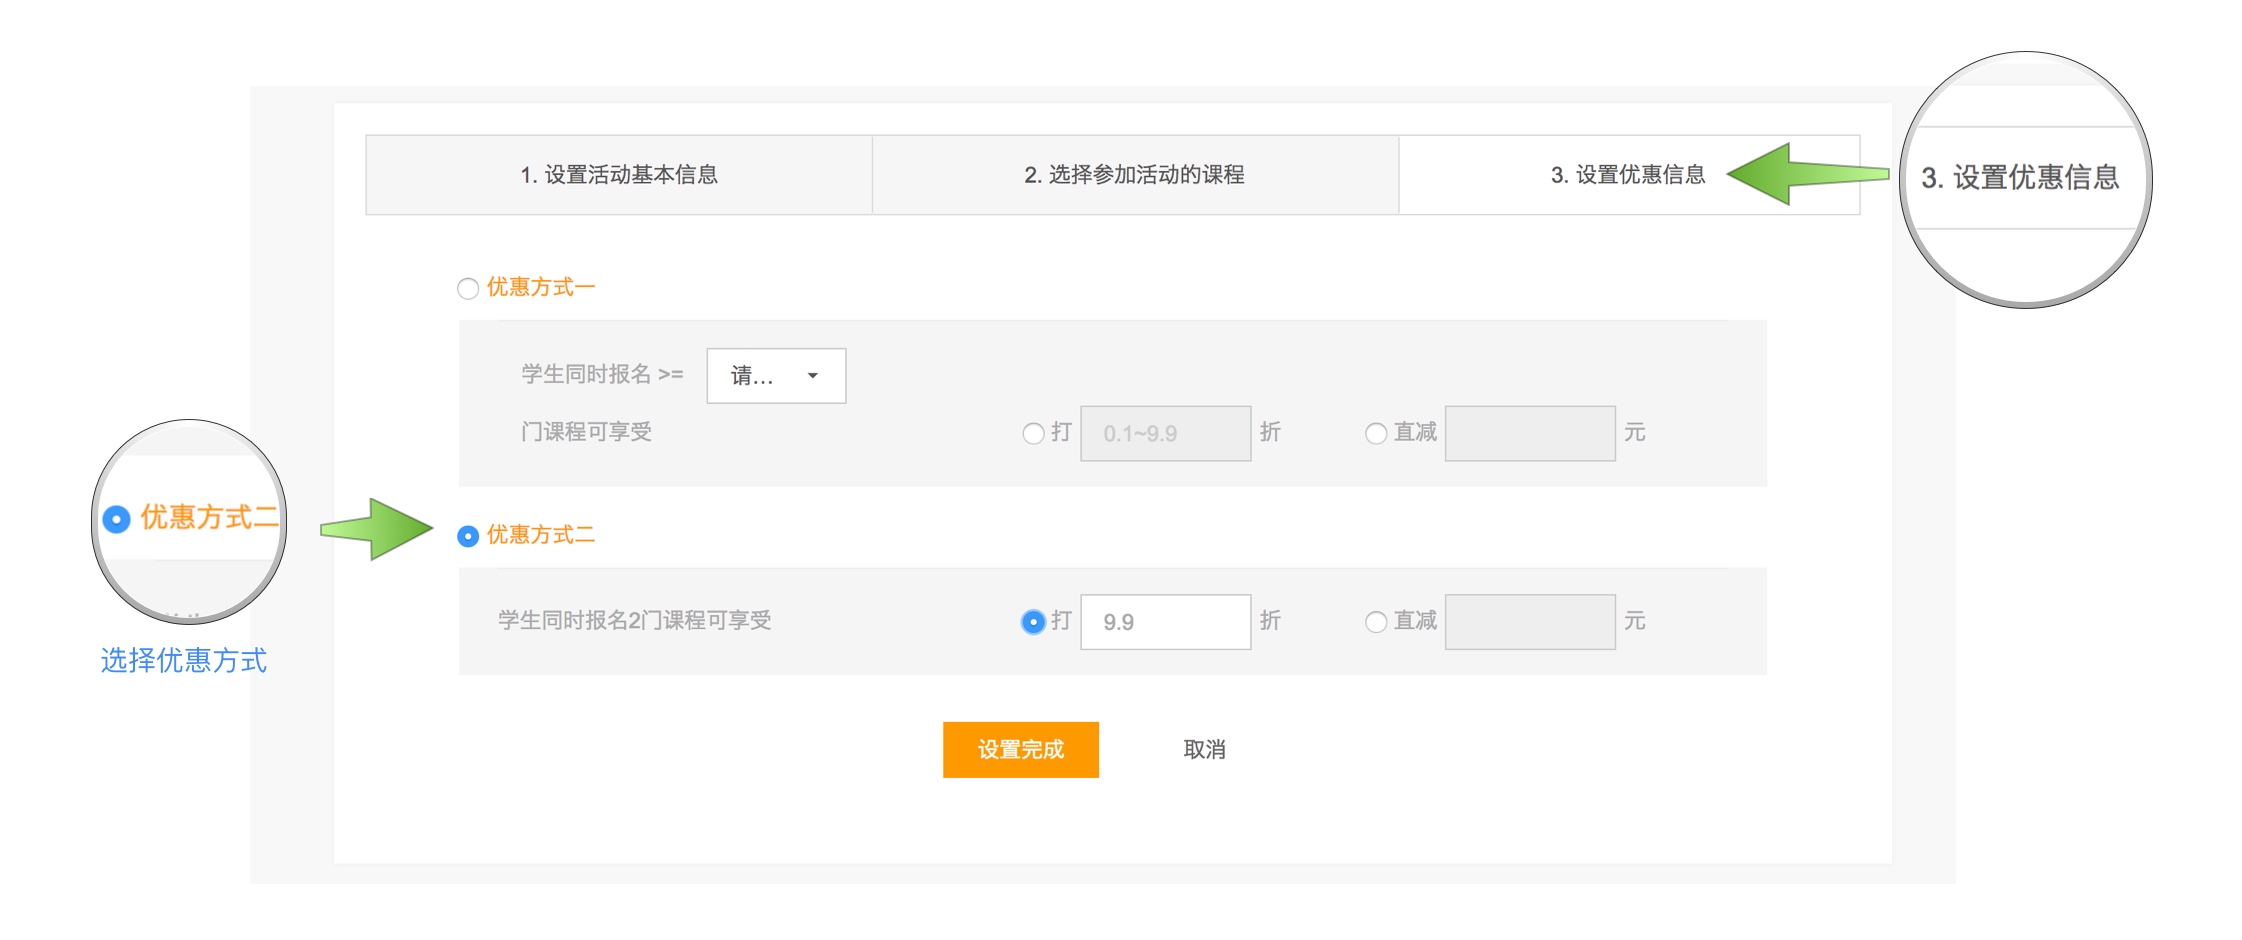 1. 设置活动基本信息
2. 选择参加活动的课程
3. 设置优惠信息
3. 设置优惠信息
优惠方式一
学生同时报名 >= 请...
门课程可享受 打 0.1~9.9 折 直减 元
优惠方式二
优惠方式二
学生同时报名2门课程可享受 打 9.9 折 直减 元
选择优惠方式
设置完成
取消